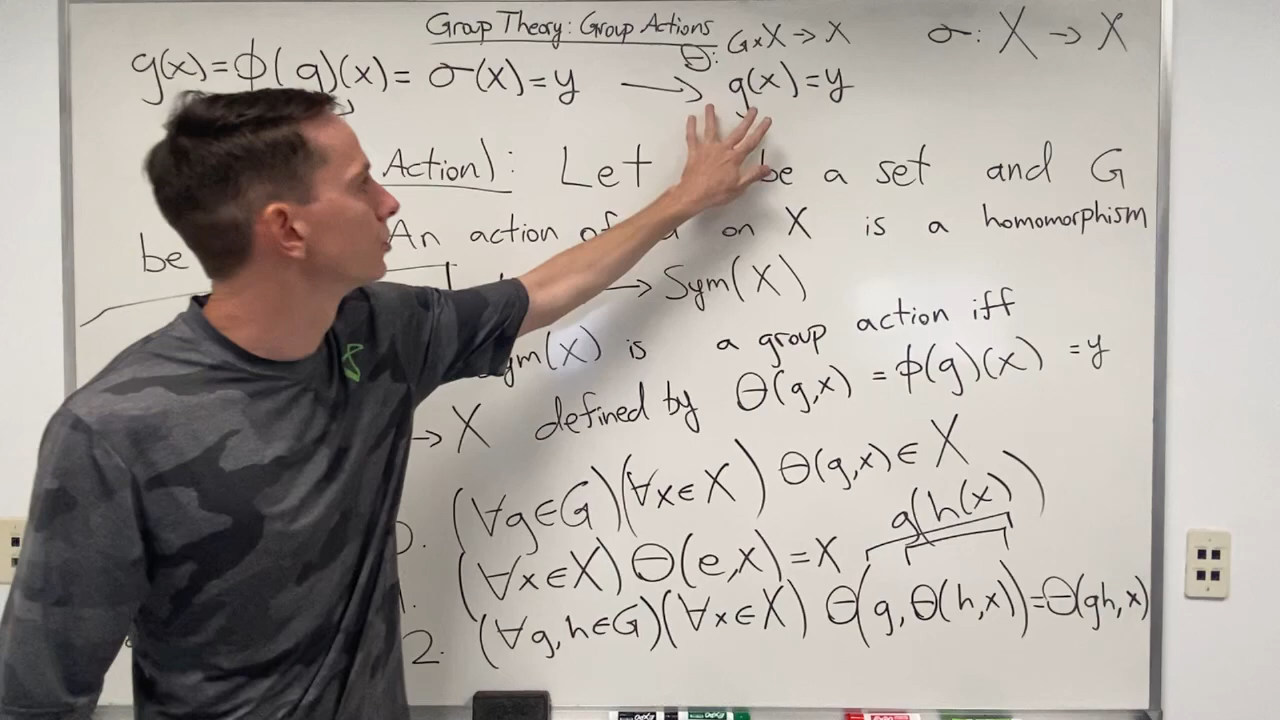 Group Theory: Group Actions
Θ: G×X → X
σ: X → X
g(x) = ϕ(g)(x) = σ(x) = y → g(x) = y
Action): Let be a set and G
be An action of on X is a homomorphism
→ Sym(X)
Sym(X) is a group action iff
→ X defined by Θ(g,x) = ϕ(g)(x) = y
0. (∀g∈G)(∀x∈X) Θ(g,x) ∈ X
g(h(x))
1. (∀x∈X) Θ(e,x) = X
2. (∀g,h∈G)(∀x∈X) Θ(g,Θ(h,x)) = Θ(gh,x)